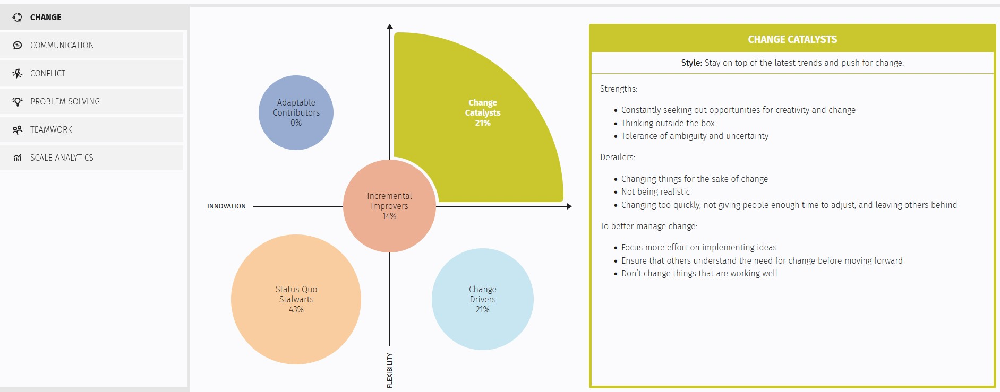 CHANGE
COMMUNICATION
CONFLICT
PROBLEM SOLVING
TEAMWORK
SCALE ANALYTICS
Adaptable
Contributors
0%
Change
Catalysts
21%
Incremental
Improvers
14%
INNOVATION
Status Quo
Stalwarts
43%
Change
Drivers
21%
FLEXIBILITY
CHANGE CATALYSTS
Style: Stay on top of the latest trends and push for change.
Strengths:
• Constantly seeking out opportunities for creativity and change
• Thinking outside the box
• Tolerance of ambiguity and uncertainty
Derailers:
• Changing things for the sake of change
• Not being realistic
• Changing too quickly, not giving people enough time to adjust, and leaving others behind
To better manage change:
• Focus more effort on implementing ideas
• Ensure that others understand the need for change before moving forward
• Don’t change things that are working well